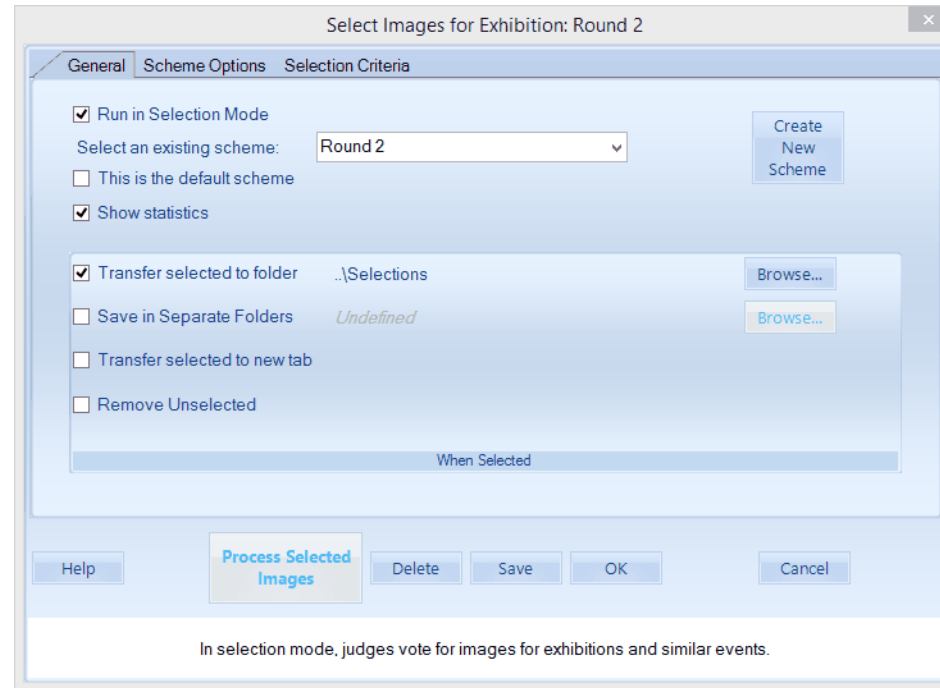 Select Images for Exhibition: Round 2
General Scheme Options Selection Criteria
Run in Selection Mode
Select an existing scheme: Round 2
Create
New
Scheme
This is the default scheme
Show statistics
Transfer selected to folder ..\Selections Browse...
Save in Separate Folders Undefined Browse...
Transfer selected to new tab
Remove Unselected
When Selected
Help
Process Selected
Images
Delete Save OK Cancel
In selection mode, judges vote for images for exhibitions and similar events.